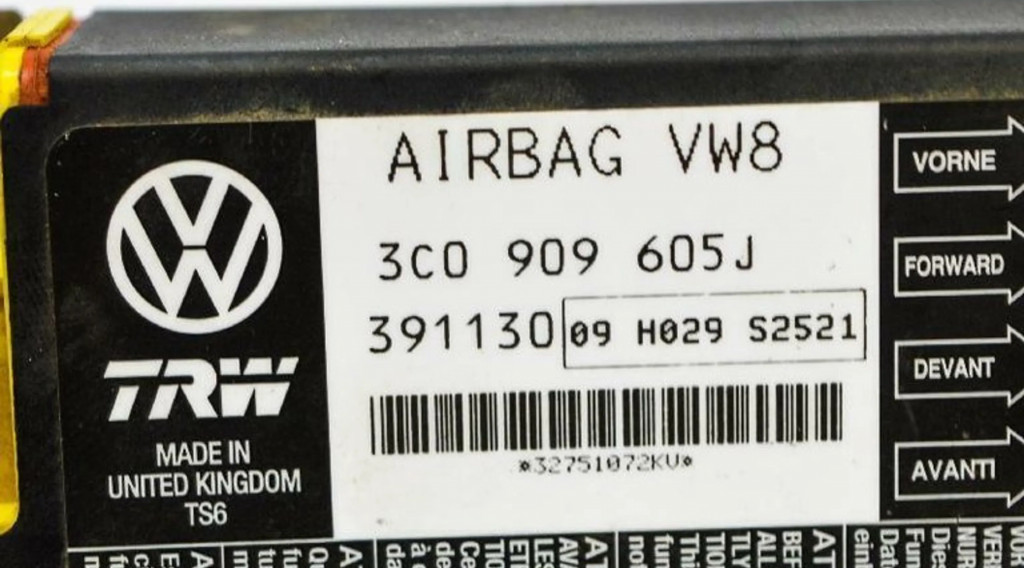 AIRBAG VW8
3C0 909 605J
391130 09 H029 S2521
*32751072KV*
TRW
MADE IN
UNITED KINGDOM
TS6
VORNE
FORWARD
DEVANT
AVANTI